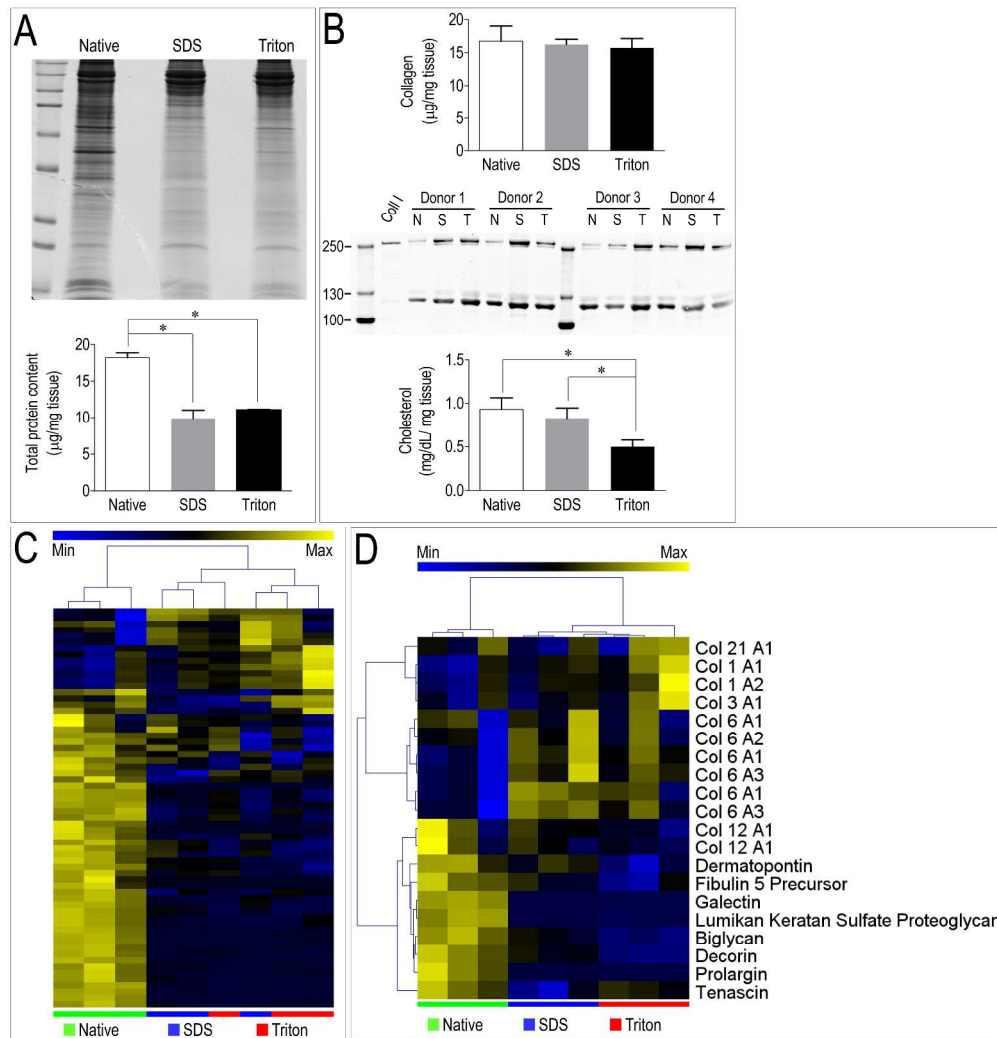 A
Native SDS Triton
Total protein content
(µg/mg tissue)
20
15
10
5
0
* *
Native SDS Triton
B
Collagen
(µg/mg tissue)
20
15
10
5
0
Native SDS Triton
Coll I
Donor 1 Donor 2 Donor 3 Donor 4
N S T N S T N S T N S T
250
130
100
Cholesterol
(mg/dL/ mg tissue)
1.5
1.0
0.5
0.0
*
*
Native SDS Triton
C
Min Max
Native SDS Triton
D
Min Max
Col 21 A1
Col 1 A1
Col 1 A2
Col 3 A1
Col 6 A1
Col 6 A2
Col 6 A1
Col 6 A3
Col 6 A1
Col 6 A3
Col 12 A1
Col 12 A1
Dermatopontin
Fibulin 5 Precursor
Galectin
Lumikan Keratan Sulfate Proteoglycan
Biglycan
Decorin
Prolargin
Tenascin
Native SDS Triton